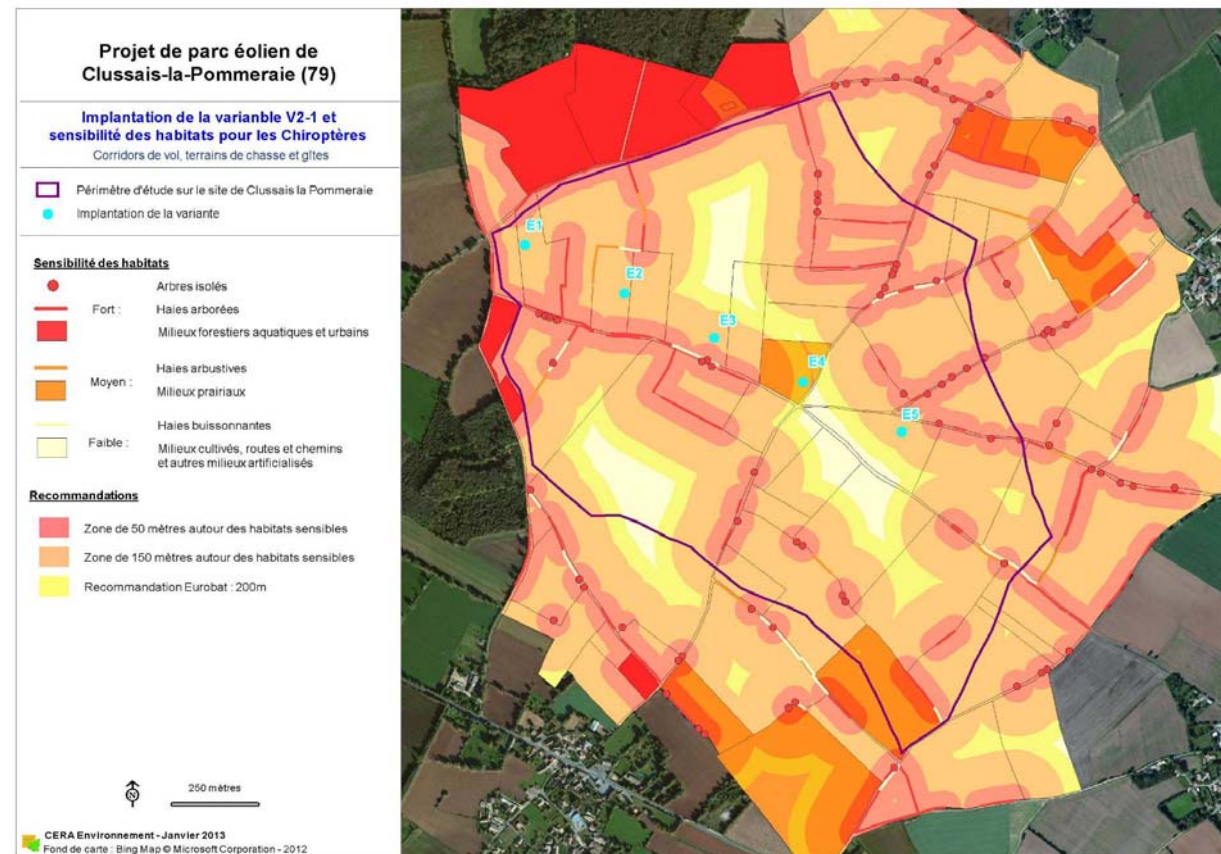 Projet de parc éolien de
Clussais-la-Pommeraie (79)
Implantation de la varianble V2-1 et
sensibilité des habitats pour les Chiroptères
Corridors de vol, terrains de chasse et gîtes
Périmètre d'étude sur le site de Clussais la Pommeraie
Implantation de la variante
Sensibilité des habitats
Arbres isolés
Fort : Haies arborées
Milieux forestiers aquatiques et urbains
Haies arbustives
Moyen : Milieux prairiaux
Haies buissonnantes
Faible : Milieux cultivés, routes et chemins
et autres milieux artificialisés
Recommandations
Zone de 50 mètres autour des habitats sensibles
Zone de 150 mètres autour des habitats sensibles
Recommandation Eurobat : 200m
250 mètres
CERA Environnement - Janvier 2013
Fond de carte : Bing Map © Microsoft Corporation - 2012
E1
E2
E3
E4
E5